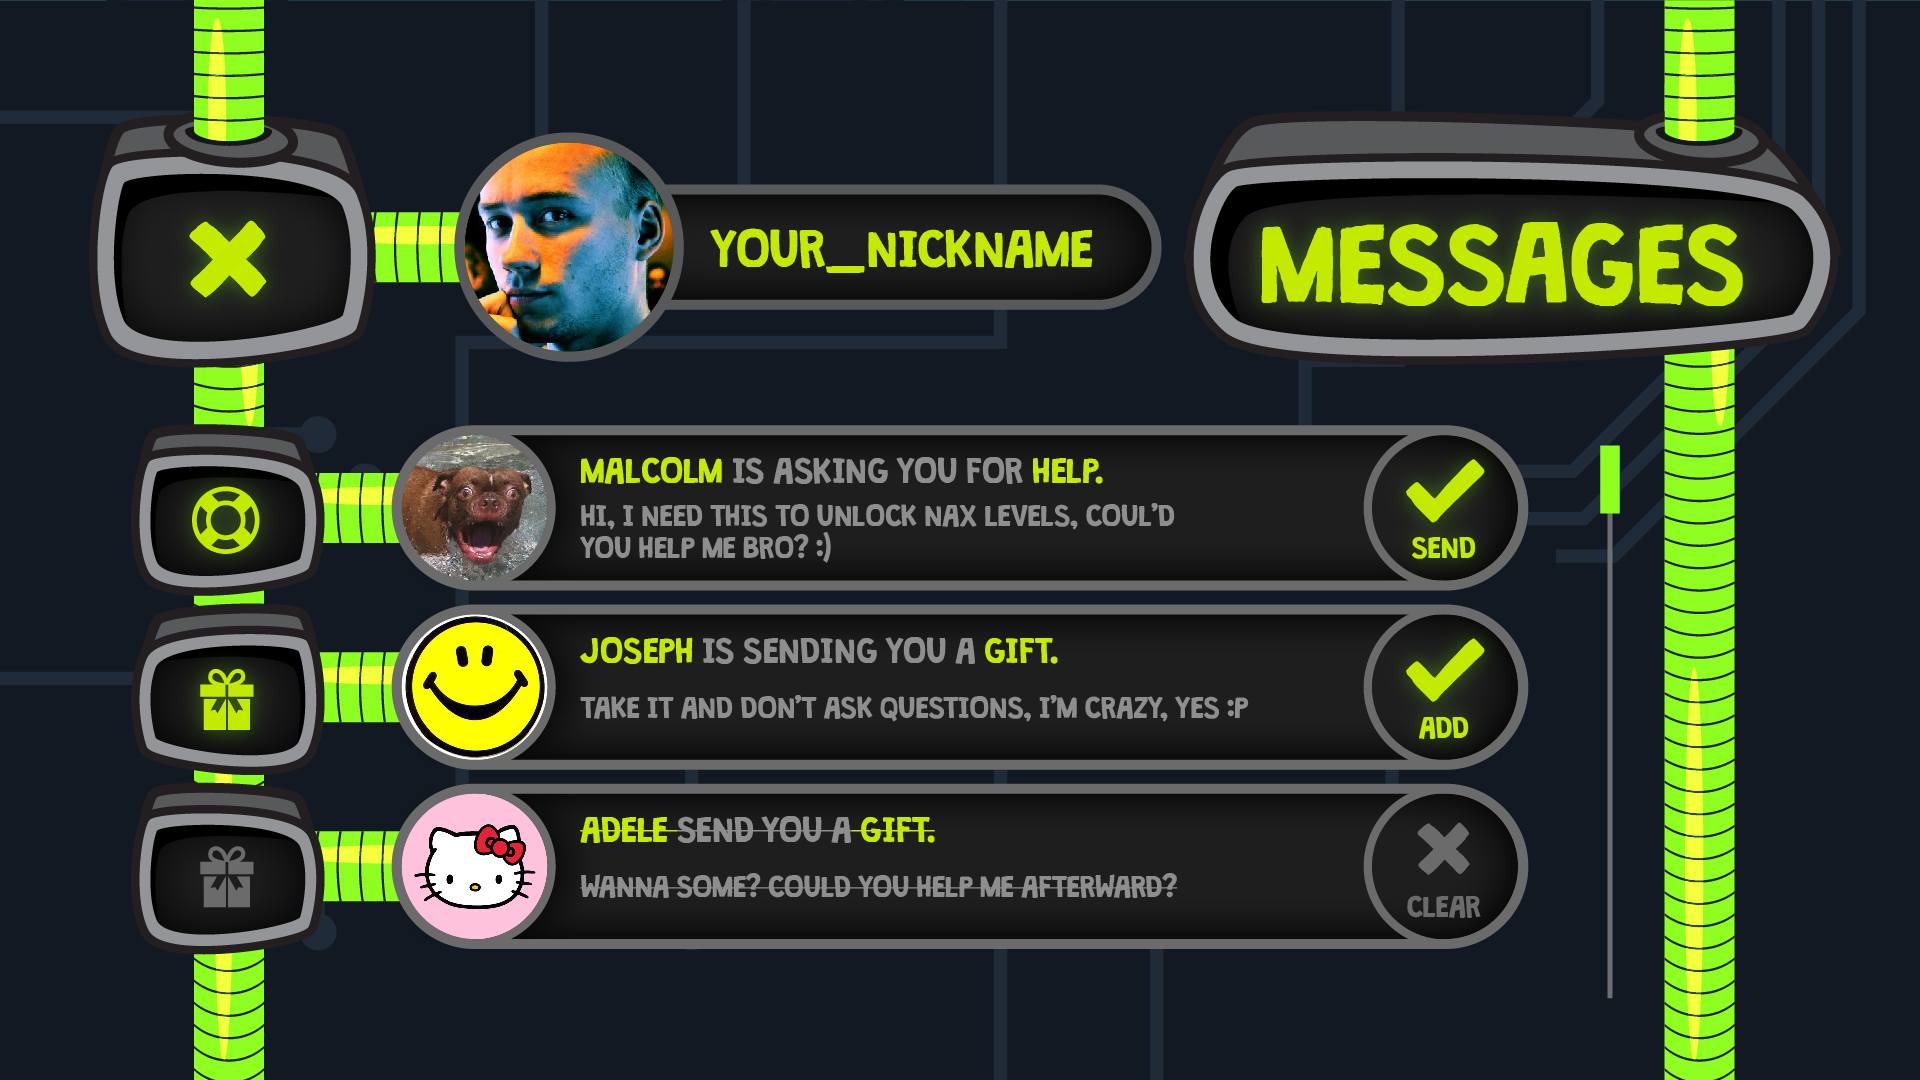 YOUR_NICKNAME
MESSAGES
MALCOLM IS ASKING YOU FOR HELP.
HI, I NEED THIS TO UNLOCK NAX LEVELS, COUL'D
YOU HELP ME BRO? :)
SEND
JOSEPH IS SENDING YOU A GIFT.
TAKE IT AND DON'T ASK QUESTIONS, I'M CRAZY, YES :P
ADD
ADELE SEND YOU A GIFT.
WANNA SOME? COULD YOU HELP ME AFTERWARD?
CLEAR